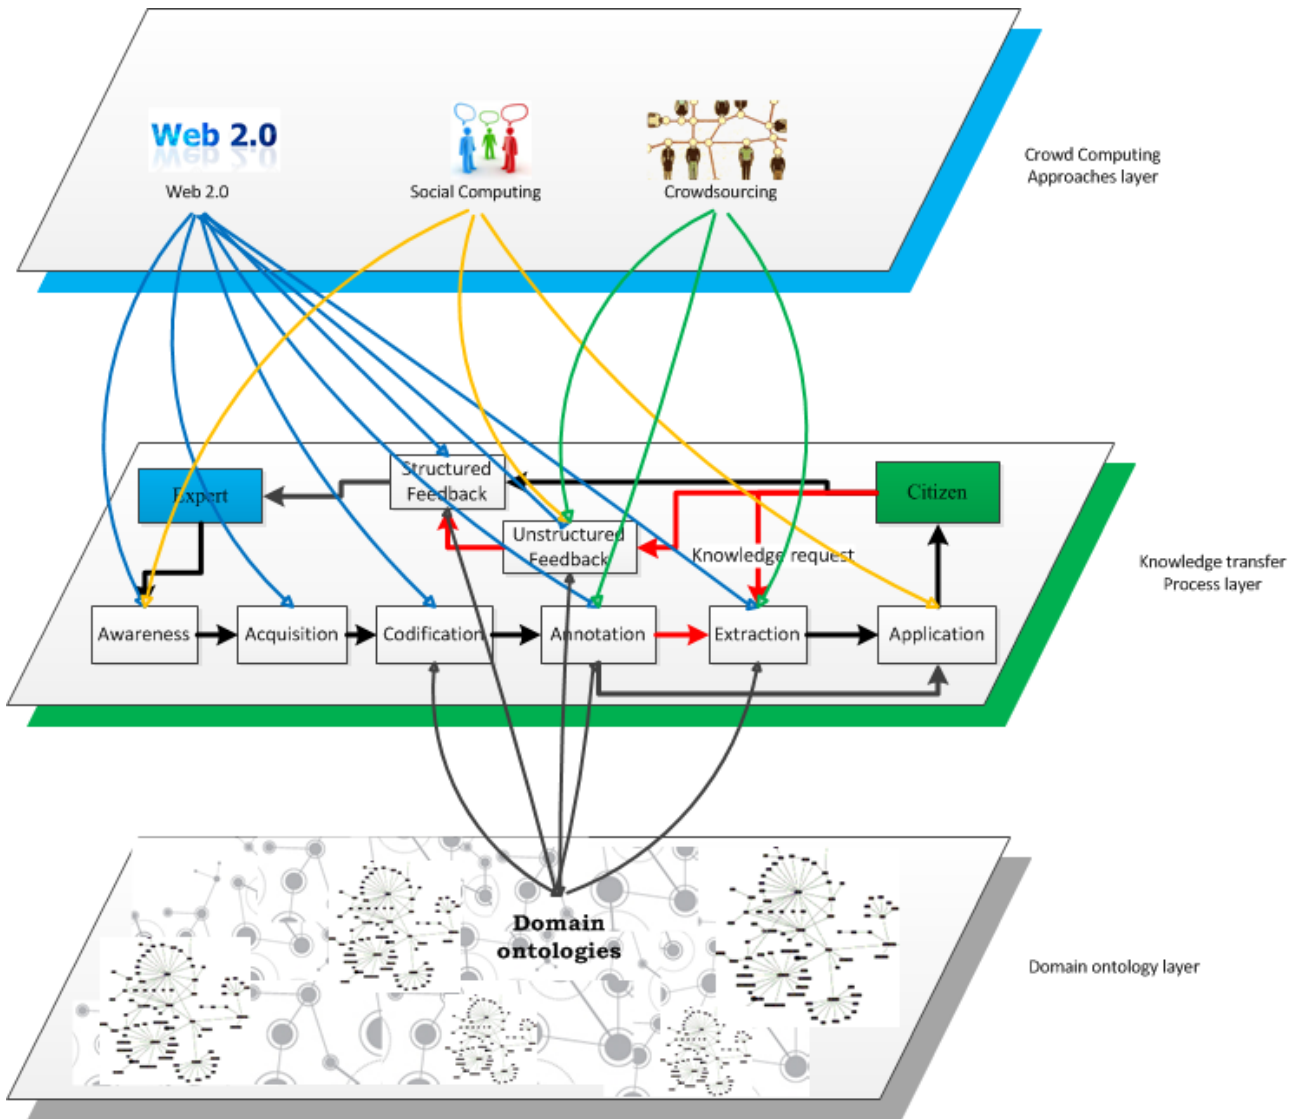 Web 2.0
Web 2.0
Social Computing
Crowdsourcing
Crowd Computing
Approaches layer
Structured
Feedback
Expert
Citizen
Unstructured
Feedback
Knowledge request
Knowledge transfer
Process layer
Awareness
Acquisition
Codification
Annotation
Extraction
Application
Domain
ontologies
Domain ontology layer